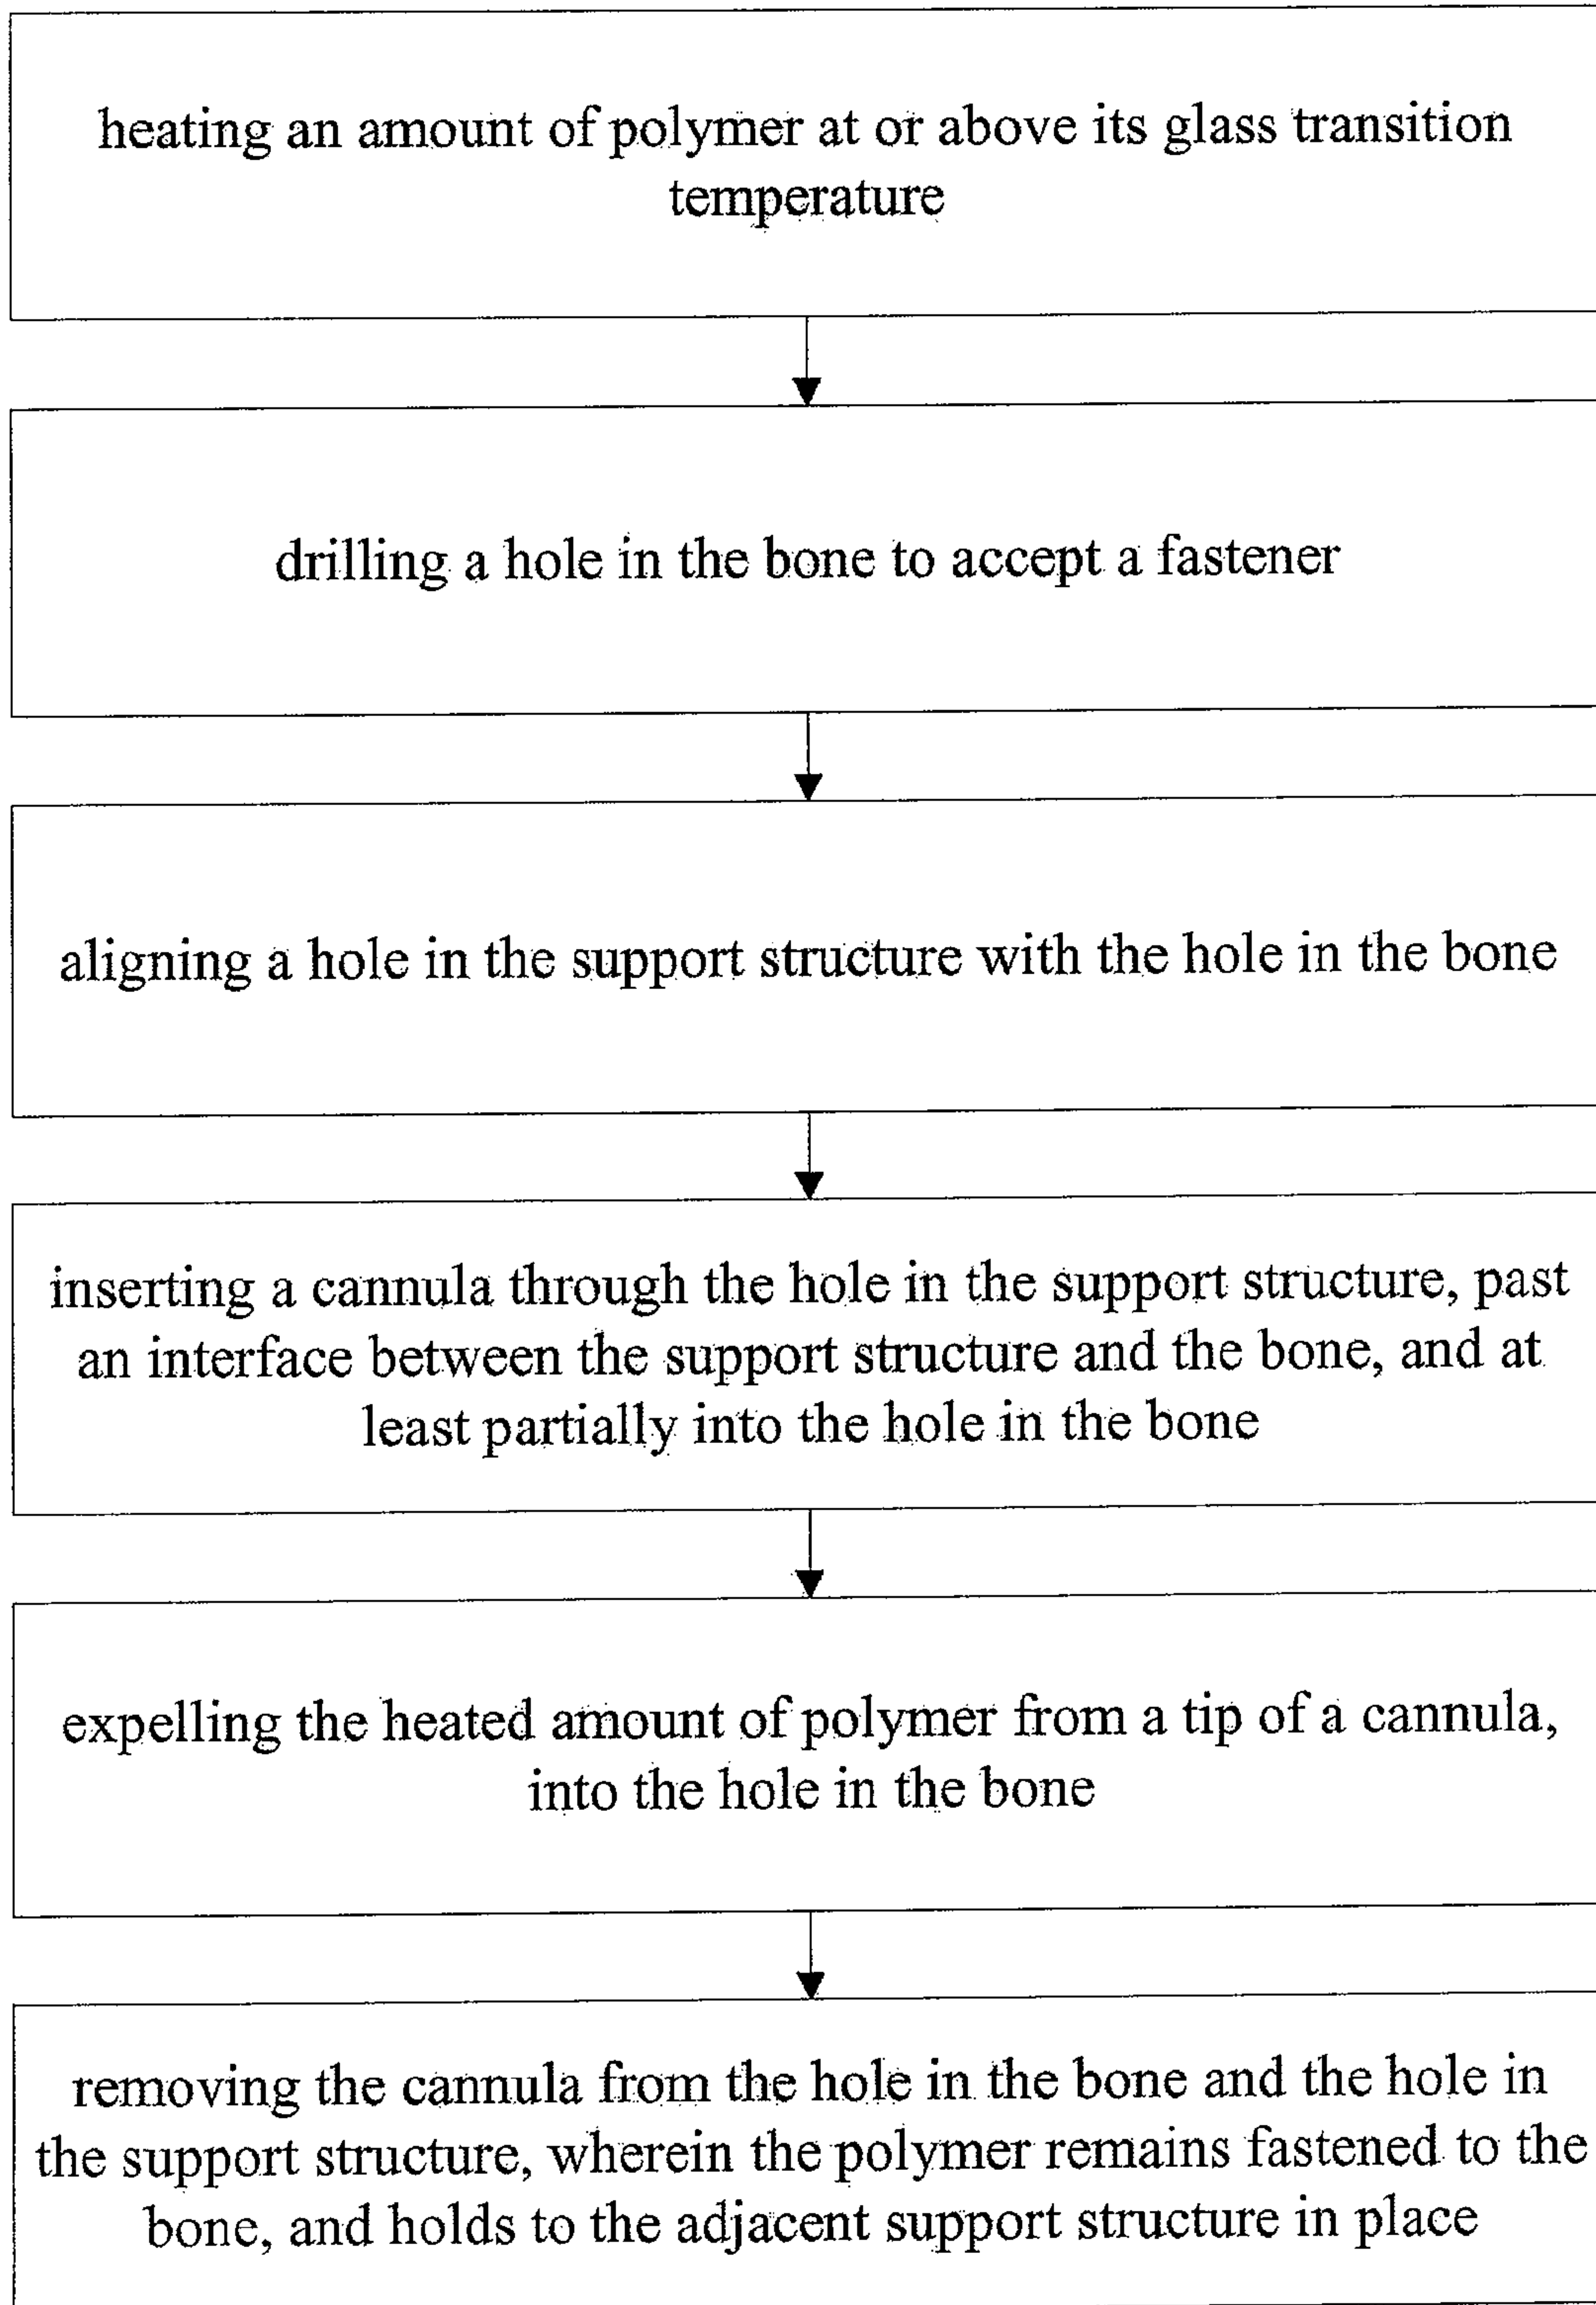 heating an amount of polymer at or above its glass transition
temperature
drilling a hole in the bone to accept a fastener
aligning a hole in the support structure with the hole in the bone
inserting a cannula through the hole in the support structure, past
an interface between the support structure and the bone, and at
least partially into the hole in the bone
expelling the heated amount of polymer from a tip of a cannula,
into the hole in the bone
removing the cannula from the hole in the bone and the hole in
the support structure, wherein the polymer remains fastened to the
bone, and holds to the adjacent support structure in place